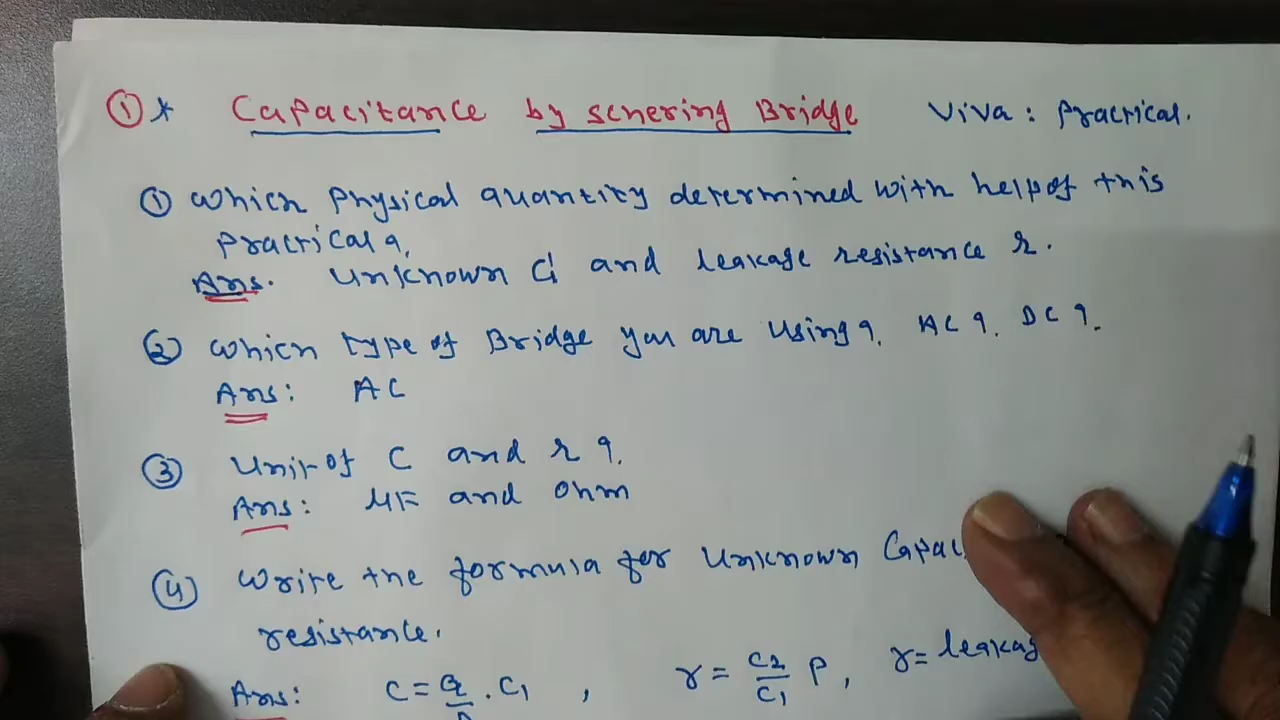 ① * Capacitance by schering Bridge Viva : practical.
① which physical quantity determined with help of this
practical ?
Ans. Unknown C1 and leakage resistance r.
② which type of Bridge you are using ? AC ? DC ?
Ans: AC
③ Unit of C and r ?
Ans: μF and ohm
④ write the formula for Unknown Capac
resistance.
Ans: C = Q/P . C1 , r = C2/C1 P, r = leakag